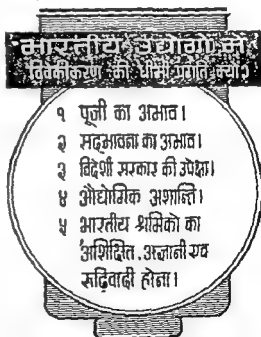 भारतीय उद्योगो में
विवेकीकरण की धीमी प्रगति क्यों ?
१ पूजी का अभाव।
२ सद्भावना का अभाव।
३ विदेशी सरकार की उपेक्षा।
४ औद्योगिक अशान्ति।
५ भारतीय श्रमिको का
अशिक्षित, अज्ञानी एव
रूढ़िवादी होना।